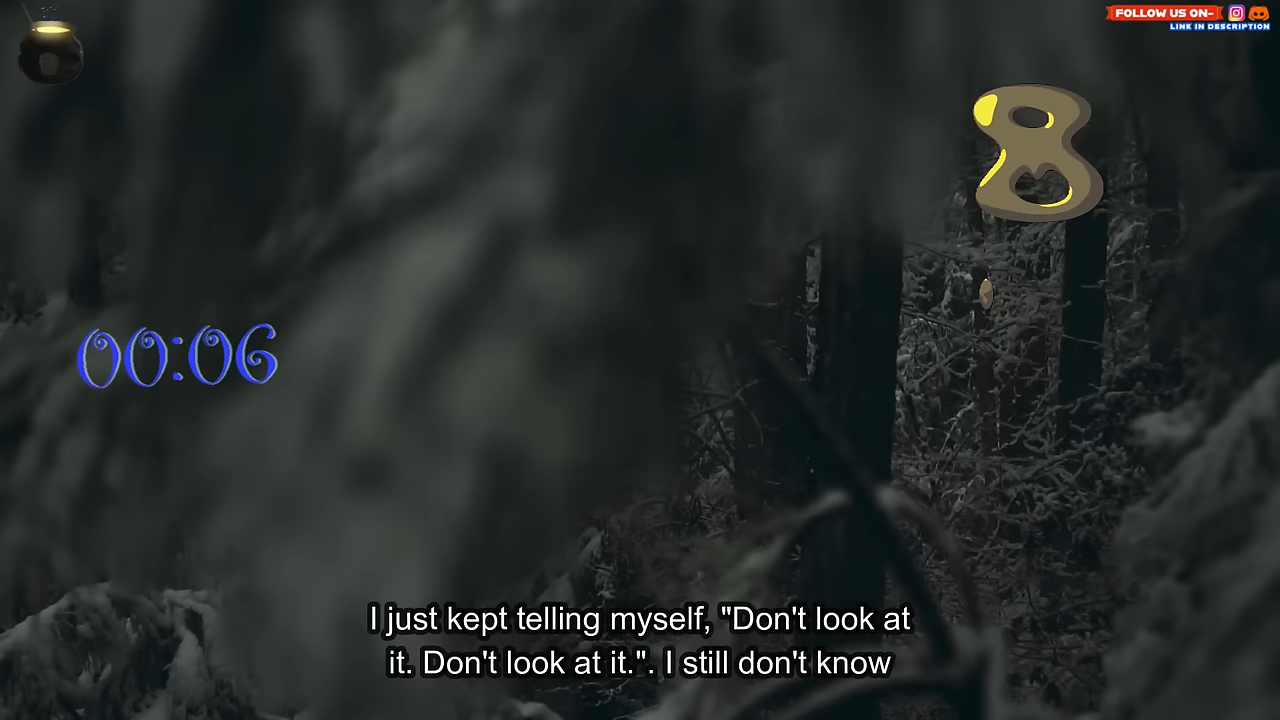 FOLLOW US ON-
LINK IN DESCRIPTION
8
00:06
I just kept telling myself, "Don't look at
it. Don't look at it.". I still don't know